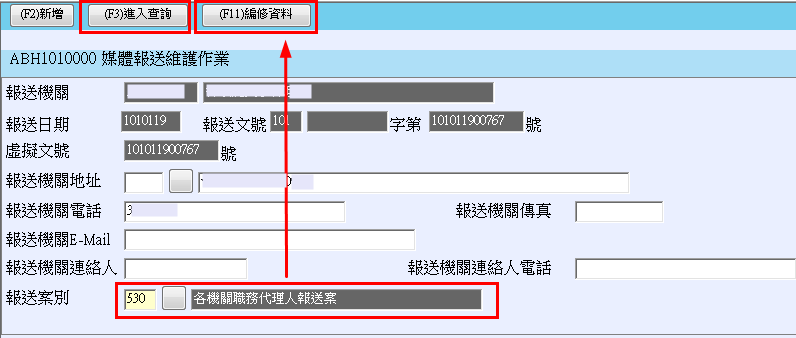 (F2)新增 (F3)進入查詢 (F11)編修資料
ABH1010000 媒體報送維護作業
報送機關
報送日期 1010119 報送文號 101 字第 101011900767 號
虛擬文號 101011900767 號
報送機關地址
報送機關電話 3 報送機關傳真
報送機關E-Mail
報送機關連絡人 報送機關連絡人電話
報送案別 530 各機關職務代理人報送案